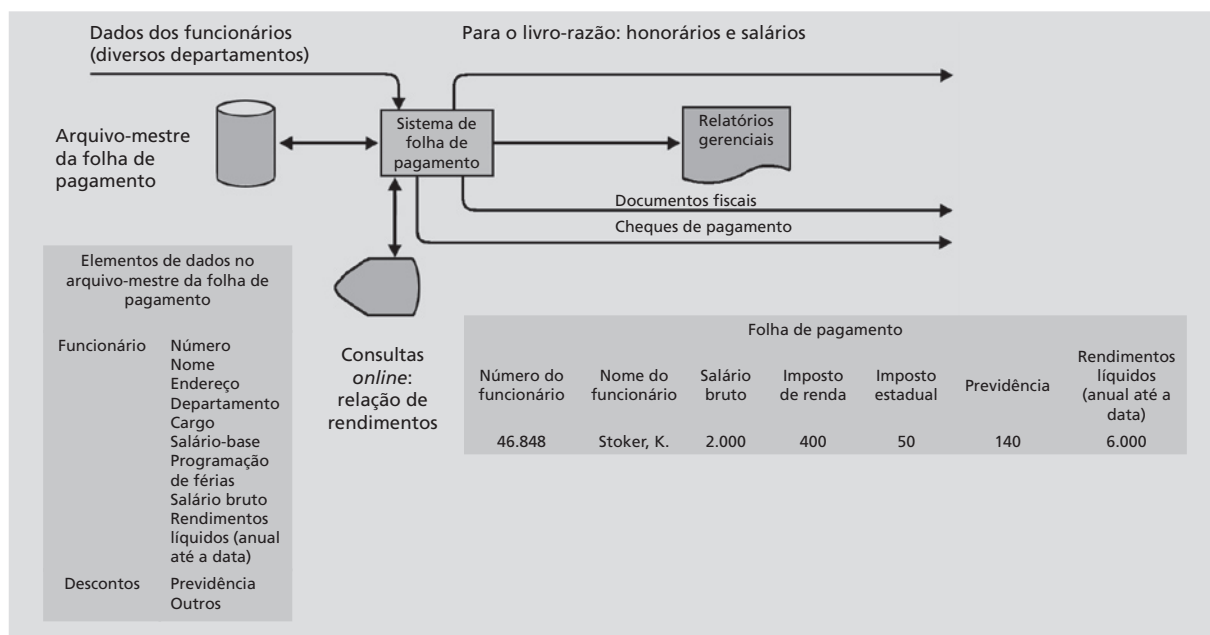 Dados dos funcionários
(diversos departamentos)
Para o livro-razão: honorários e salários
Arquivo-mestre
da folha de
pagamento
Sistema de
folha de
pagamento
Relatórios
gerenciais
Documentos fiscais
Cheques de pagamento
Elementos de dados no
arquivo-mestre da folha de
pagamento
Funcionário Número
Nome
Endereço
Departamento
Cargo
Salário-base
Programação
de férias
Salário bruto
Rendimentos
líquidos (anual
até a data)
Descontos Previdência
Outros
Consultas
online:
relação de
rendimentos
Folha de pagamento
Número do
funcionário
Nome do
funcionário
Salário
bruto
Imposto
de renda
Imposto
estadual
Previdência
Rendimentos
líquidos
(anual até a
data)
46.848 Stoker, K. 2.000 400 50 140 6.000